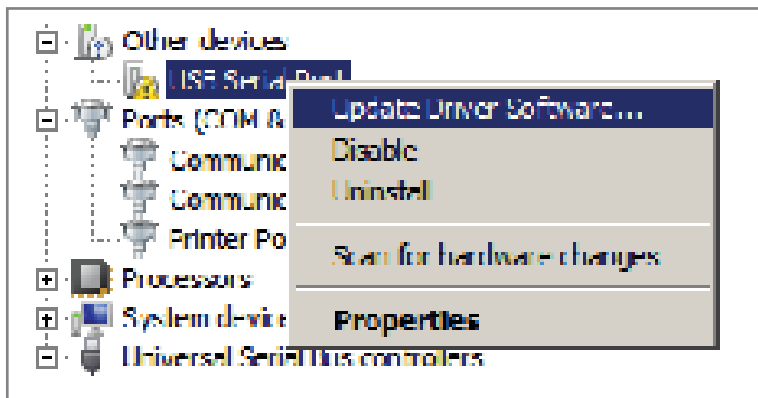 Other devices
USB Serial Port
Ports (COM &
Communic
Communic
Printer Po
Processors
System device
Universal Serial Bus controllers
Update Driver Software...
Disable
Uninstall
Scan for hardware changes
Properties